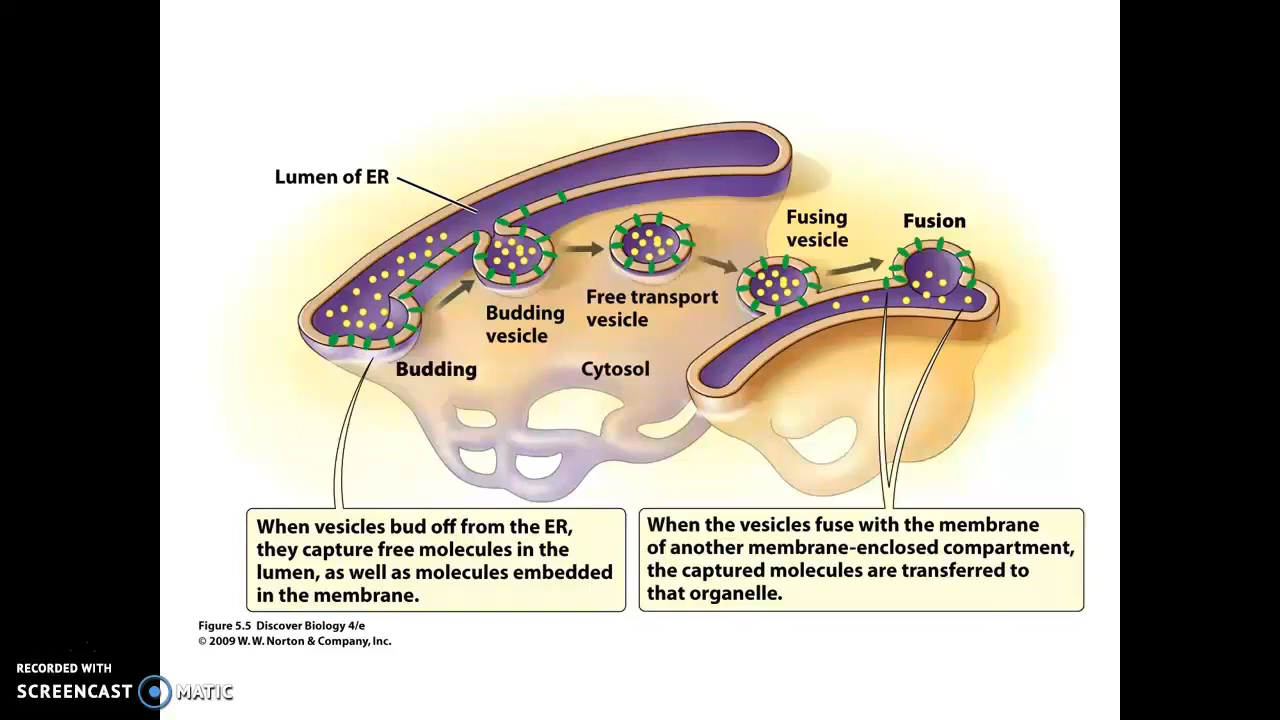 Lumen of ER
Fusing
vesicle
Fusion
Budding
vesicle
Free transport
vesicle
Budding
Cytosol
When vesicles bud off from the ER,
they capture free molecules in the
lumen, as well as molecules embedded
in the membrane.
When the vesicles fuse with the membrane
of another membrane-enclosed compartment,
the captured molecules are transferred to
that organelle.
Figure 5.5 Discover Biology 4/e
© 2009 W. W. Norton & Company, Inc.
RECORDED WITH
SCREENCAST MATIC